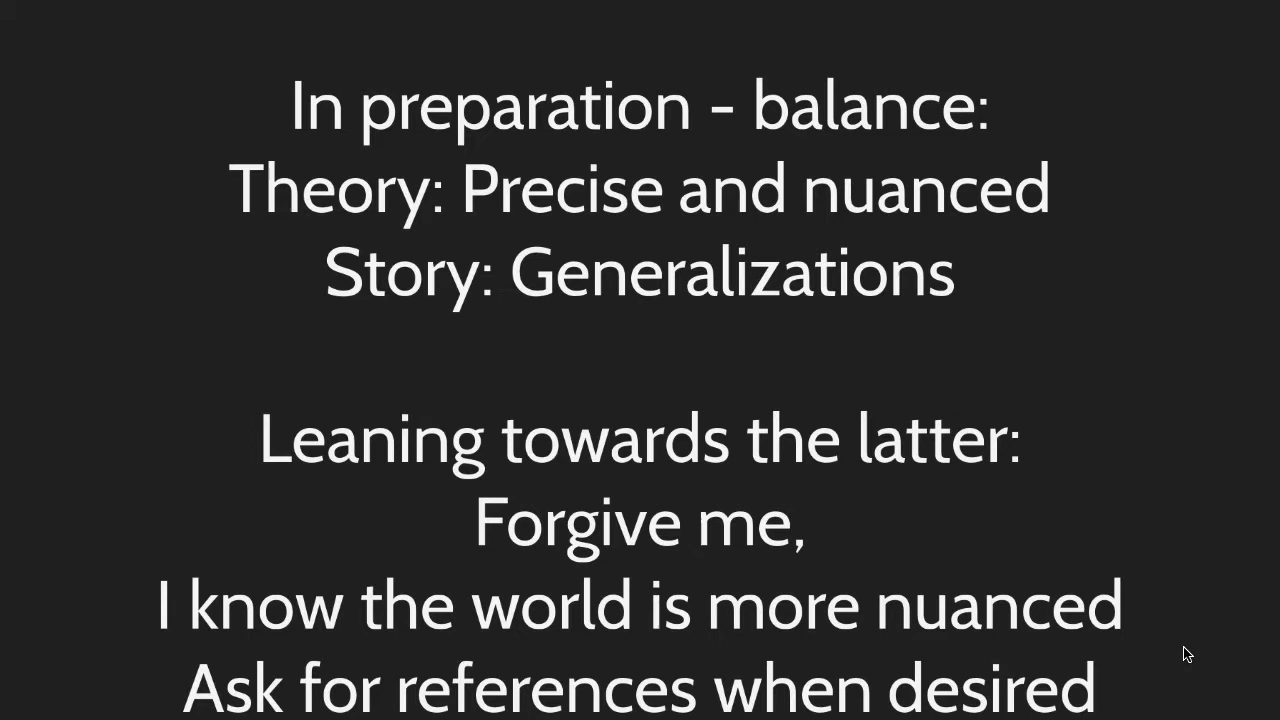 In preparation - balance:
Theory: Precise and nuanced
Story: Generalizations
Leaning towards the latter:
Forgive me,
I know the world is more nuanced
Ask for references when desired